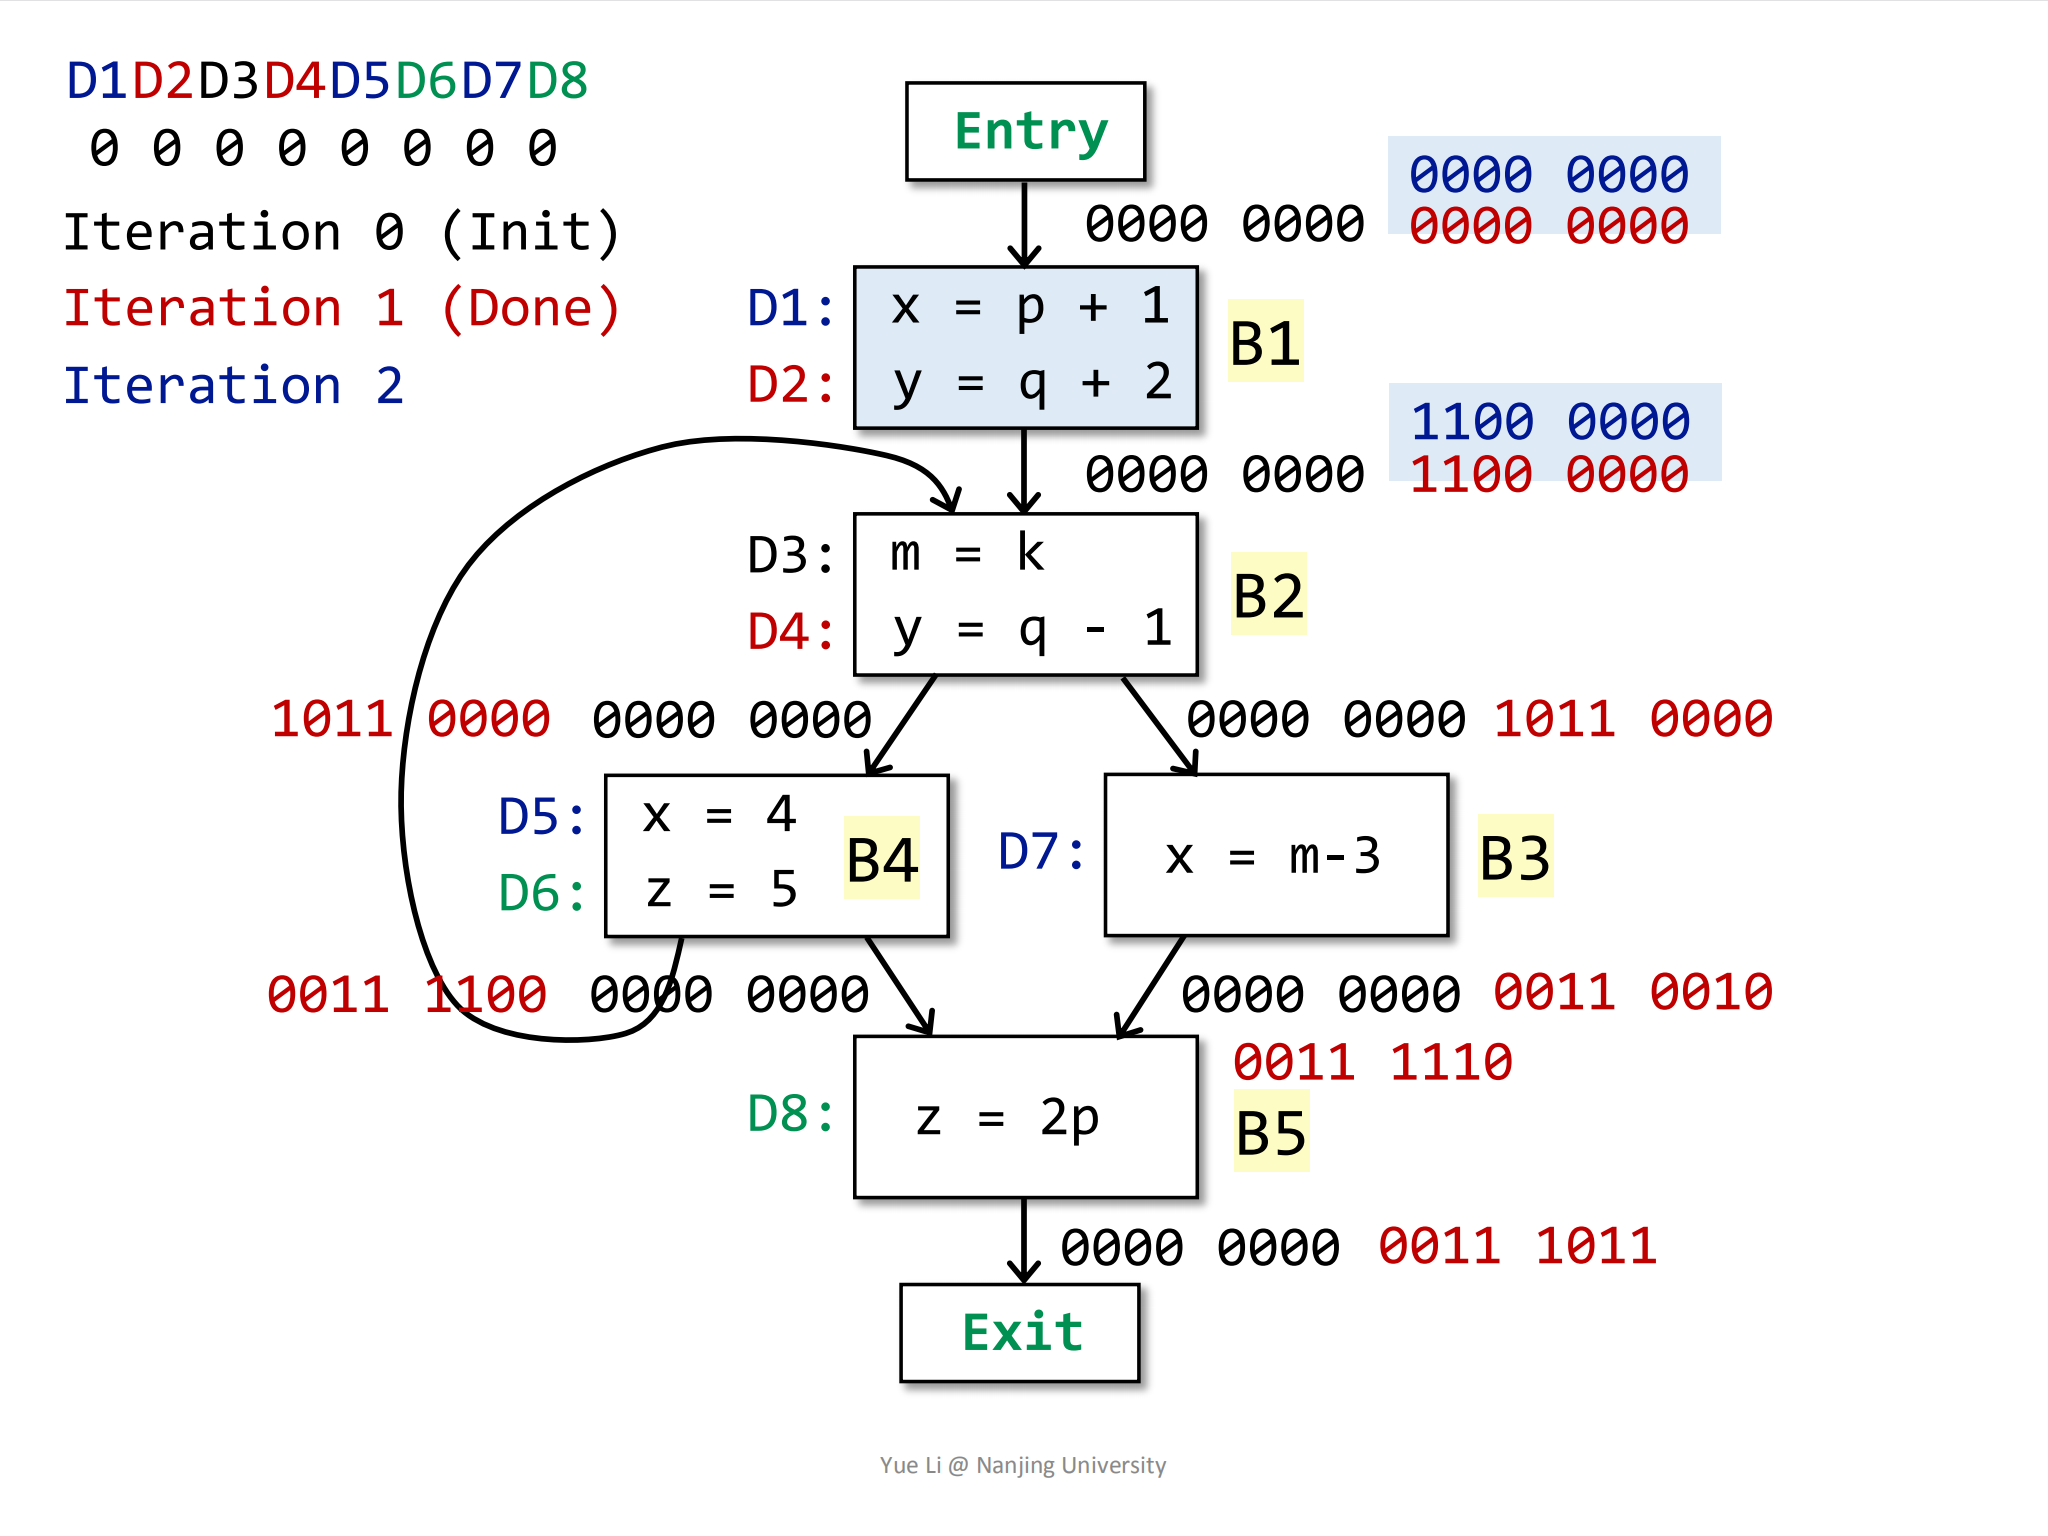 D1D2D3D4D5D6D7D8
0 0 0 0 0 0 0 0
Iteration 0 (Init)
Iteration 1 (Done)
Iteration 2
Entry
0000 0000
0000 0000 0000 0000
D1: x = p + 1
B1
D2: y = q + 2
1100 0000
0000 0000 1100 0000
D3: m = k
B2
D4: y = q - 1
1011 0000 0000 0000 0000 0000 1011 0000
D5: x = 4
B4
D6: z = 5
D7: x = m-3 B3
0011 1100 0000 0000 0000 0000 0011 0010
0011 1110
D8: z = 2p B5
0000 0000 0011 1011
Exit
Yue Li @ Nanjing University